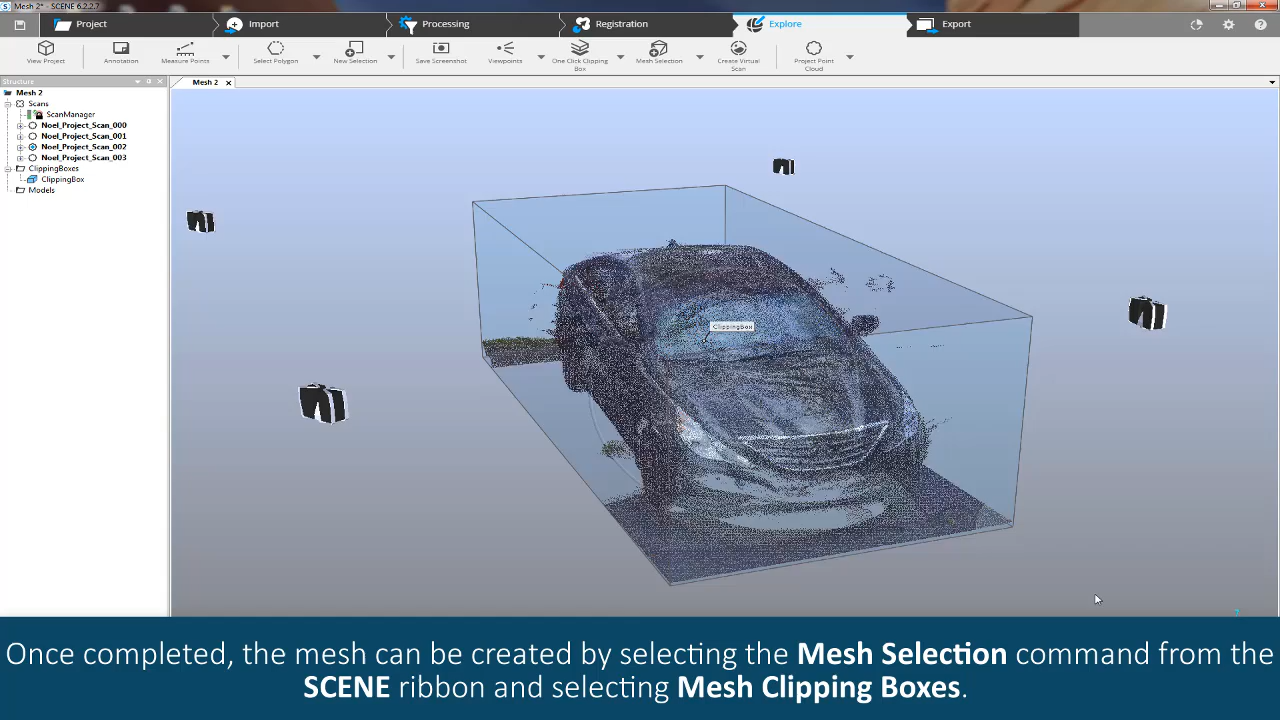 Mesh 2* - SCENE 6.2.2.7
Project
Import
Processing
Registration
Explore
Export
View Project
Annotation
Measure Points
Select Polygon
New Selection
Save Screenshot
Viewpoints
One Click Clipping
Box
Mesh Selection
Create Virtual
Scan
Project Point
Cloud
Structure
Mesh 2
Mesh 2
Scans
ScanManager
Noel_Project_Scan_000
Noel_Project_Scan_001
Noel_Project_Scan_002
Noel_Project_Scan_003
ClippingBoxes
ClippingBox
Models
ClippingBox
Once completed, the mesh can be created by selecting the Mesh Selection command from the
SCENE ribbon and selecting Mesh Clipping Boxes.